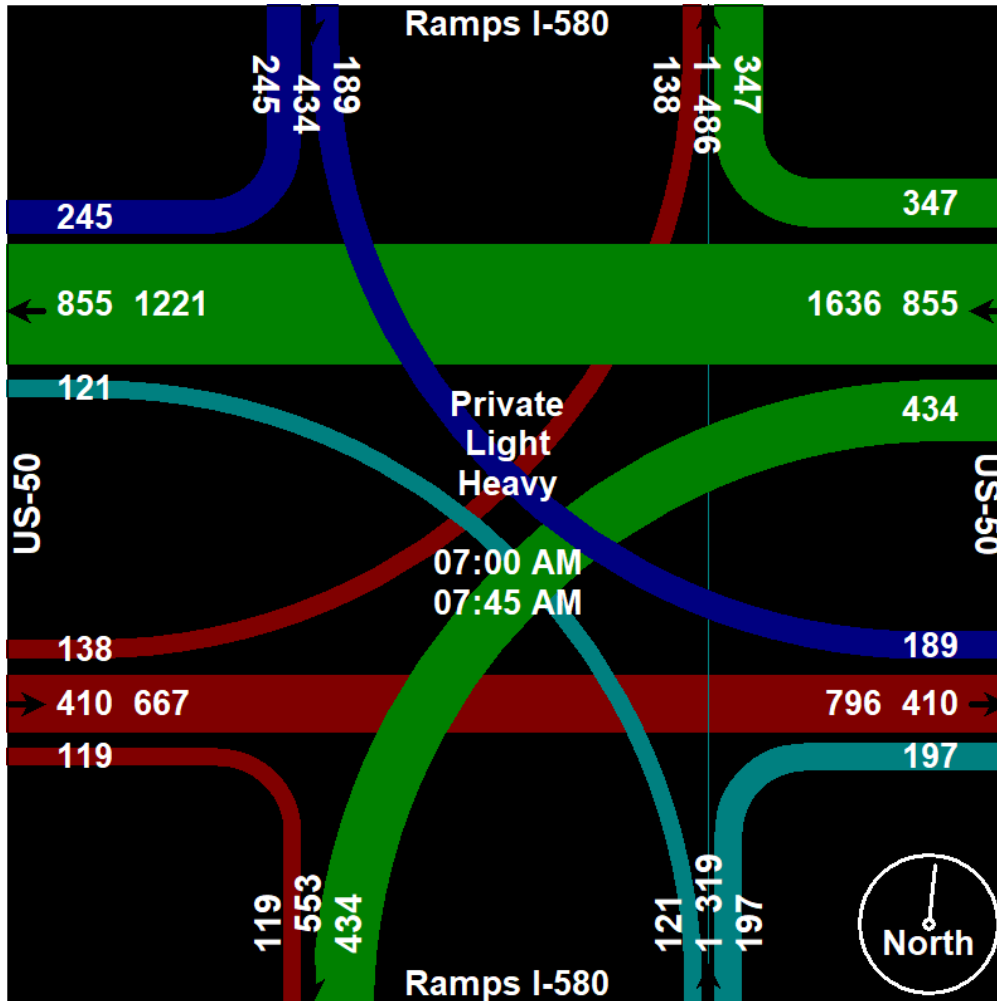 Ramps I-580
245
434
189
138
1
486
347
245
347
855 1221
1636 855
121
434
Private
Light
Heavy
US-50
US-50
07:00 AM
07:45 AM
138
189
410 667
796 410
119
197
119
553
434
121
1
319
197
North
Ramps I-580